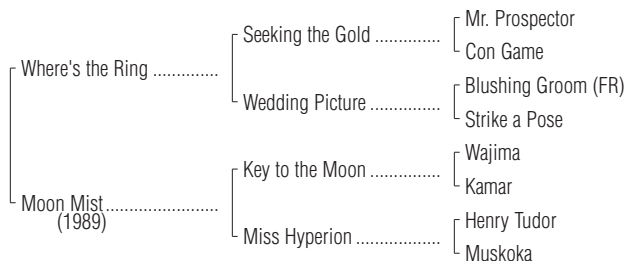 Mr. Prospector
Seeking the Gold ..............
Con Game
Where's the Ring ..............
Blushing Groom (FR)
Wedding Picture ...............
Strike a Pose
Wajima
Key to the Moon ...............
Kamar
Moon Mist ........................
(1989)
Henry Tudor
Miss Hyperion ..................
Muskoka